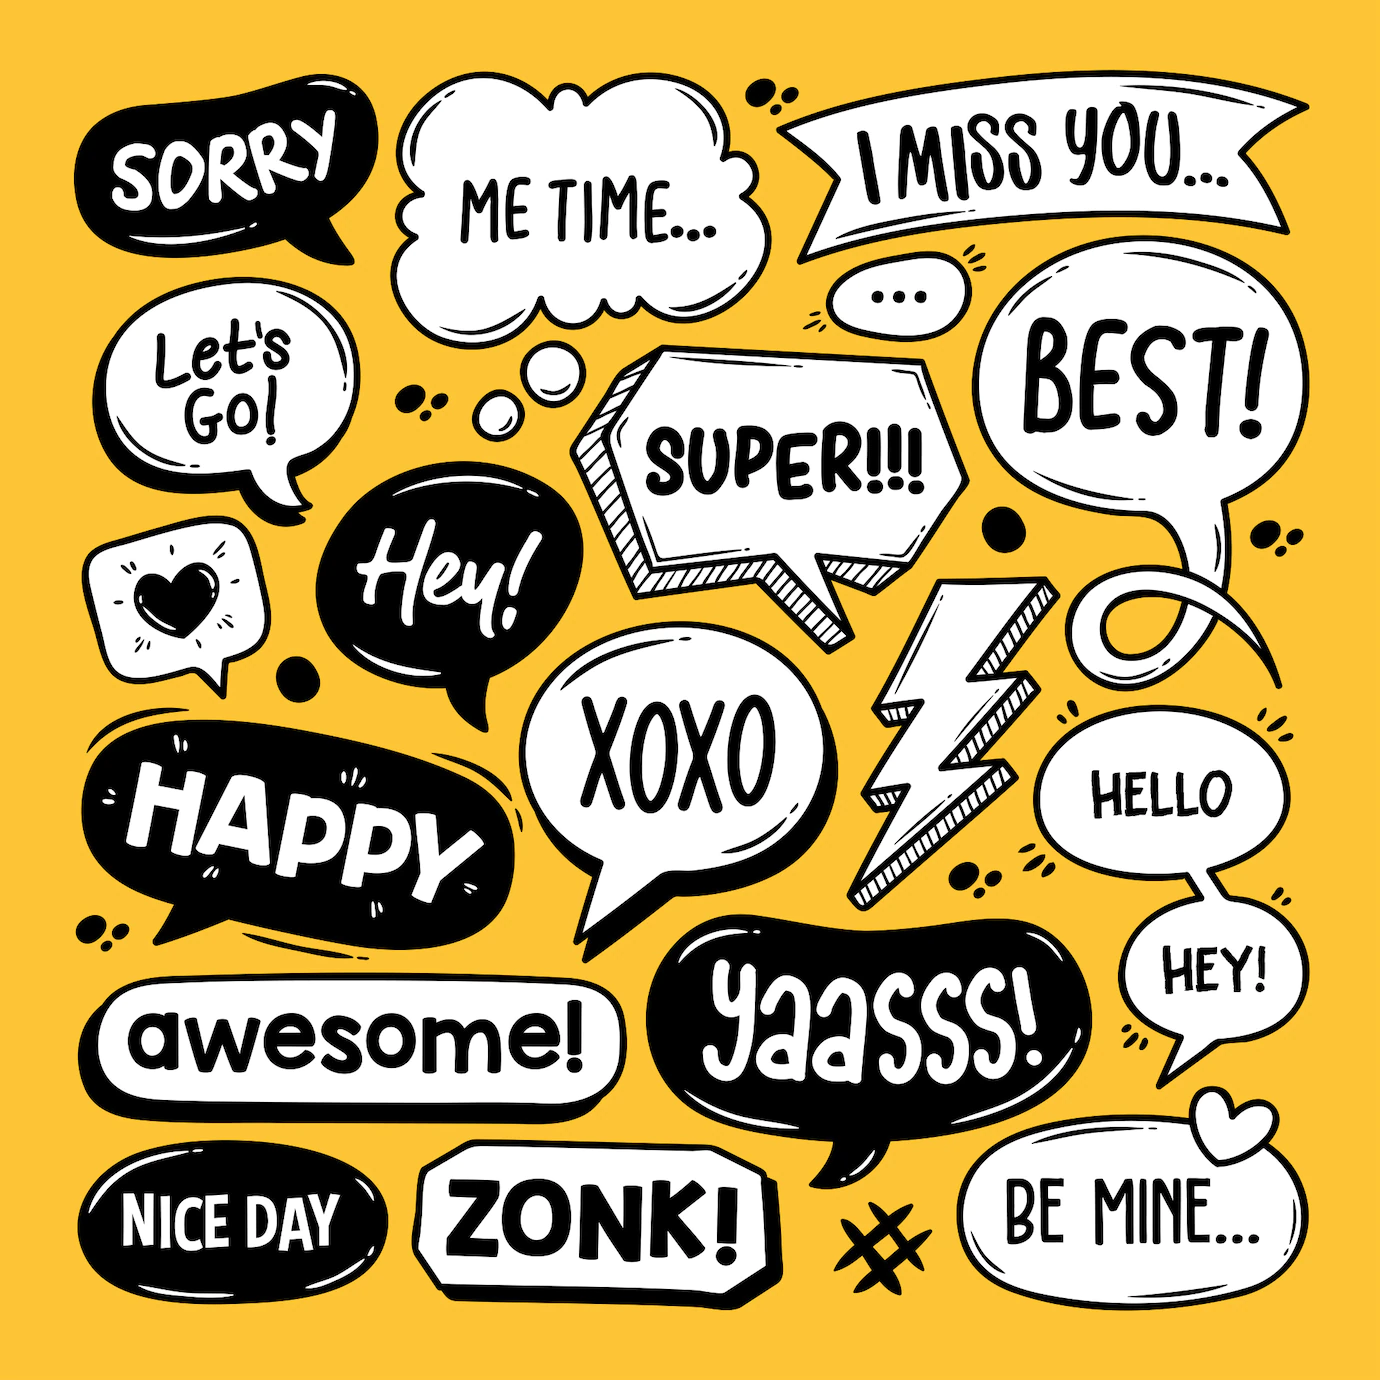 SORRY
ME TIME...
I MISS YOU...
...
Let's
Go!
BEST!
SUPER!!!
Hey!
XOXO
HAPPY
HELLO
HEY!
awesome!
yaasss!
NICE DAY
ZONK!
BE MINE...